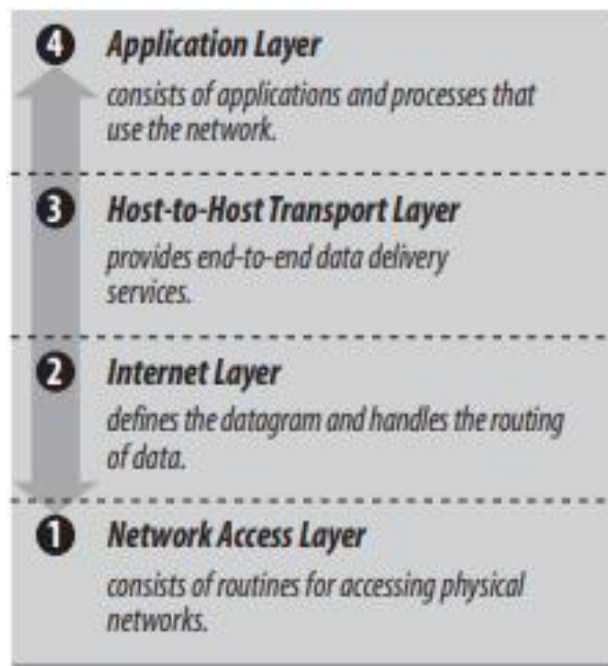 4 Application Layer
consists of applications and processes that
use the network.
3 Host-to-Host Transport Layer
provides end-to-end data delivery
services.
2 Internet Layer
defines the datagram and handles the routing
of data.
1 Network Access Layer
consists of routines for accessing physical
networks.